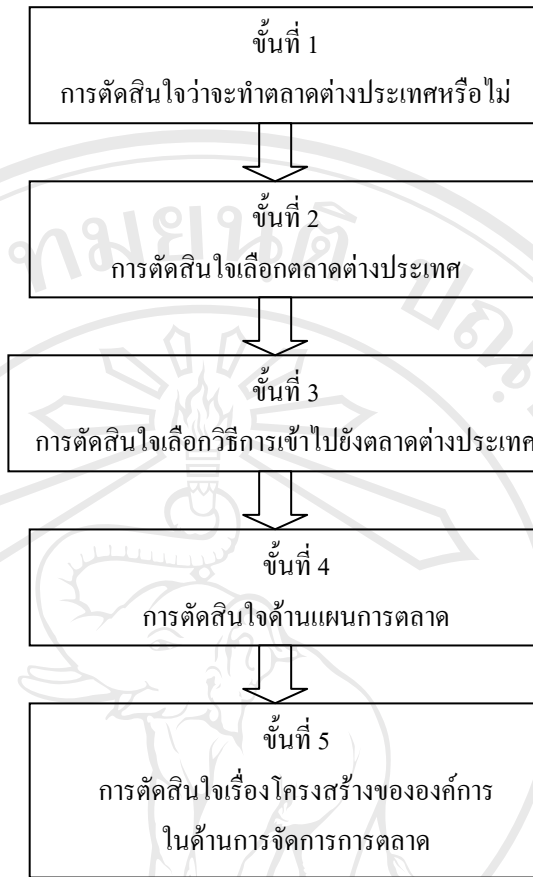 ขั้นที่ 1
การตัดสินใจว่าจะทำตลาดต่างประเทศหรือไม่
ขั้นที่ 2
การตัดสินใจเลือกตลาดต่างประเทศ
ขั้นที่ 3
การตัดสินใจเลือกวิธีการเข้าไปยังตลาดต่างประเทศ
ขั้นที่ 4
การตัดสินใจด้านแผนการตลาด
ขั้นที่ 5
การตัดสินใจเรื่องโครงสร้างขององค์การ
ในด้านการจัดการการตลาด